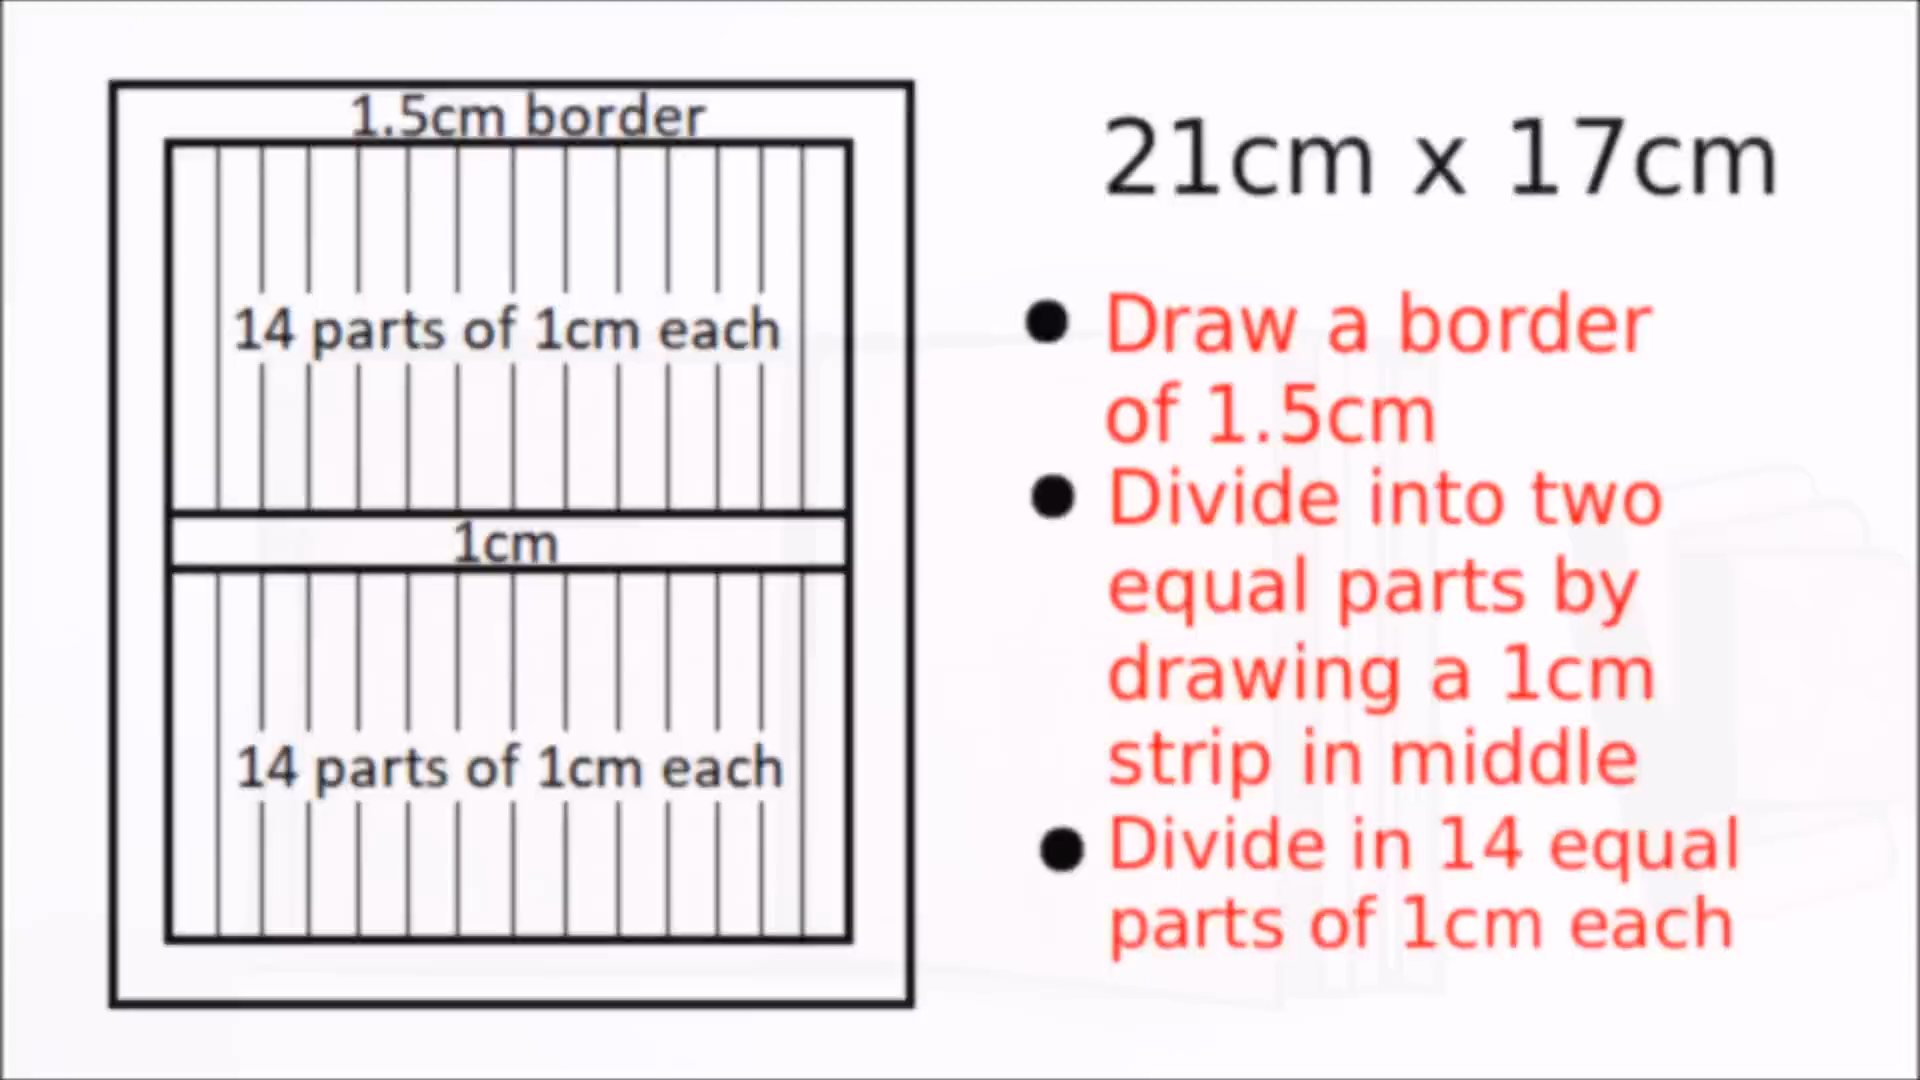 1.5cm border
14 parts of 1cm each
1cm
14 parts of 1cm each
21cm x 17cm
Draw a border
of 1.5cm
Divide into two
equal parts by
drawing a 1cm
strip in middle
Divide in 14 equal
parts of 1cm each